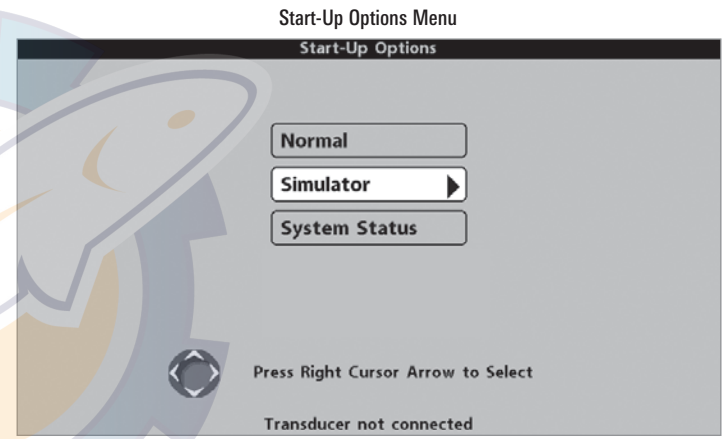 Start-Up Options Menu
Start-Up Options
Normal
Simulator
System Status
Press Right Cursor Arrow to Select
Transducer not connected